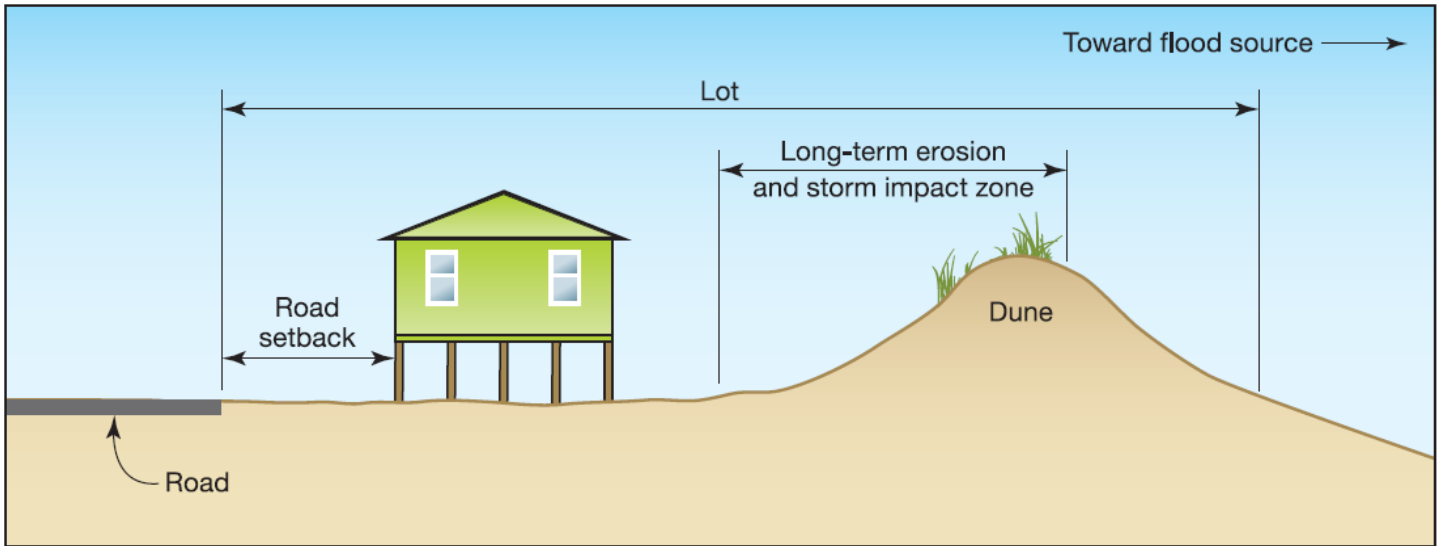 Toward flood source
Lot
Long-term erosion
and storm impact zone
Road
setback
Dune
Road